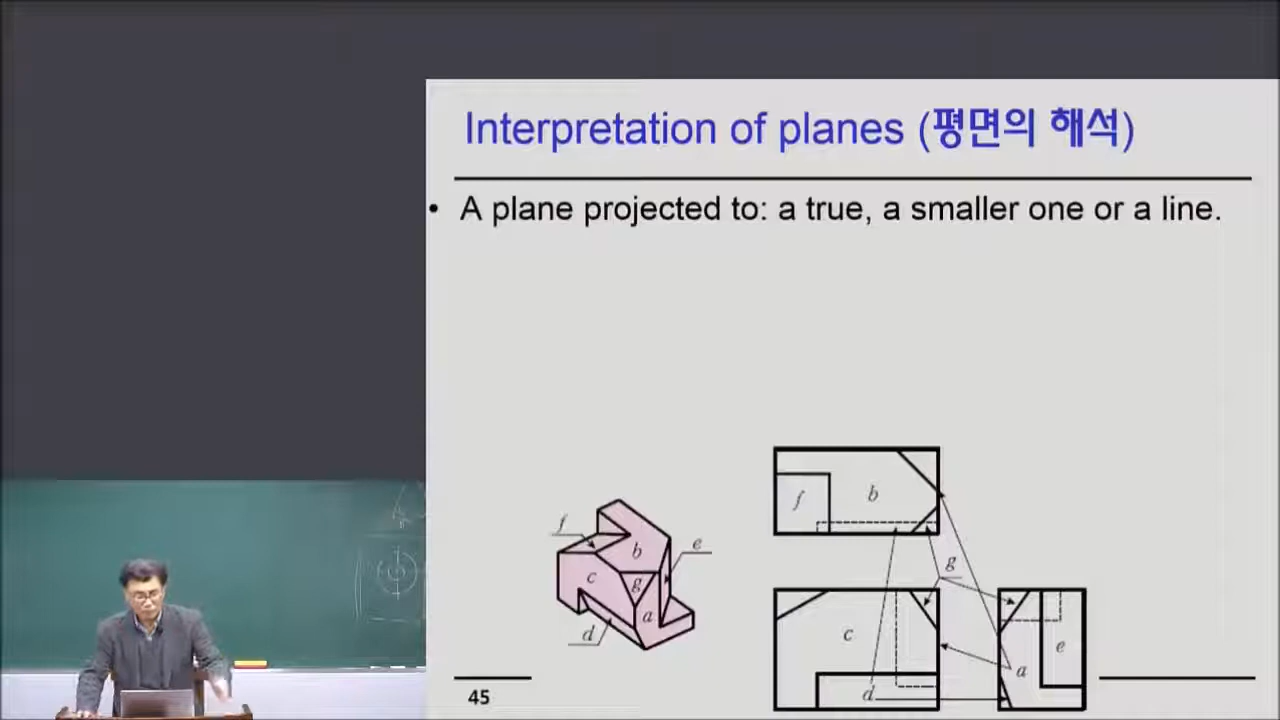 Interpretation of planes (평면의 해석)
• A plane projected to: a true, a smaller one or a line.
f
b
e
c
g
a
d
f
b
g
c
e
a
d
45